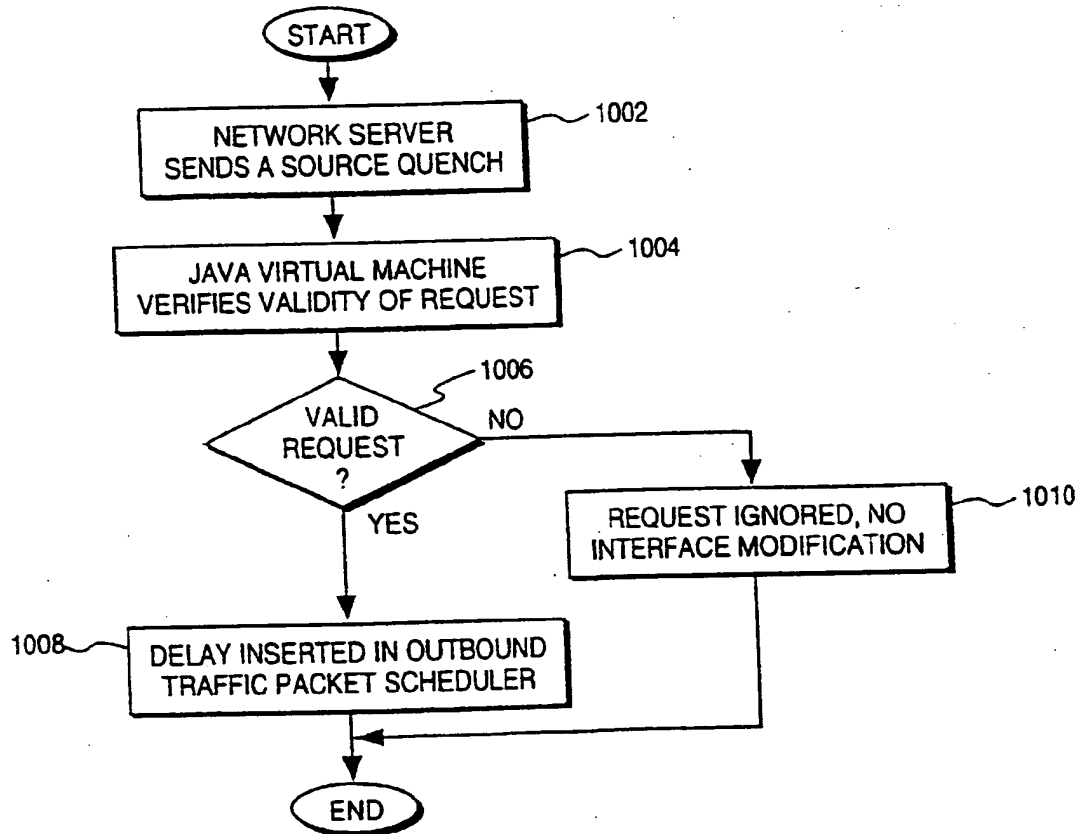 START
NETWORK SERVER
SENDS A SOURCE QUENCH
1002
JAVA VIRTUAL MACHINE
VERIFIES VALIDITY OF REQUEST
1004
1006
VALID
REQUEST
?
NO
YES
REQUEST IGNORED, NO
INTERFACE MODIFICATION
1010
1008
DELAY INSERTED IN OUTBOUND
TRAFFIC PACKET SCHEDULER
END